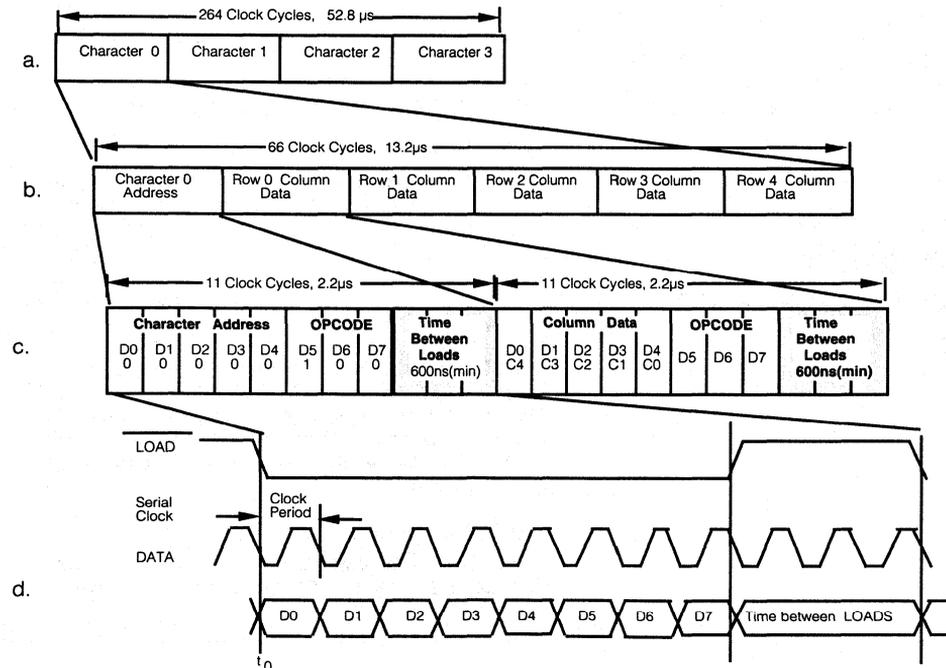 264 Clock Cycles, 52.8 µs
a.
Character 0
Character 1
Character 2
Character 3
66 Clock Cycles, 13.2µs
b.
Character 0
Address
Row 0 Column
Data
Row 1 Column
Data
Row 2 Column
Data
Row 3 Column
Data
Row 4 Column
Data
11 Clock Cycles, 2.2µs
11 Clock Cycles, 2.2µs
c.
Character Address
OPCODE
Time
Between
Loads
600ns(min)
Column Data
OPCODE
Time
Between
Loads
600ns(min)
D0 D1 D2 D3 D4 D5 D6 D7
0 0 0 0 0 1 0 0
D0 D1 D2 D3 D4 D5 D6 D7
C4 C3 C2 C1 C0
LOAD
Serial
Clock
Clock
Period
DATA
d.
D0 D1 D2 D3 D4 D5 D6 D7 Time between LOADS
t0